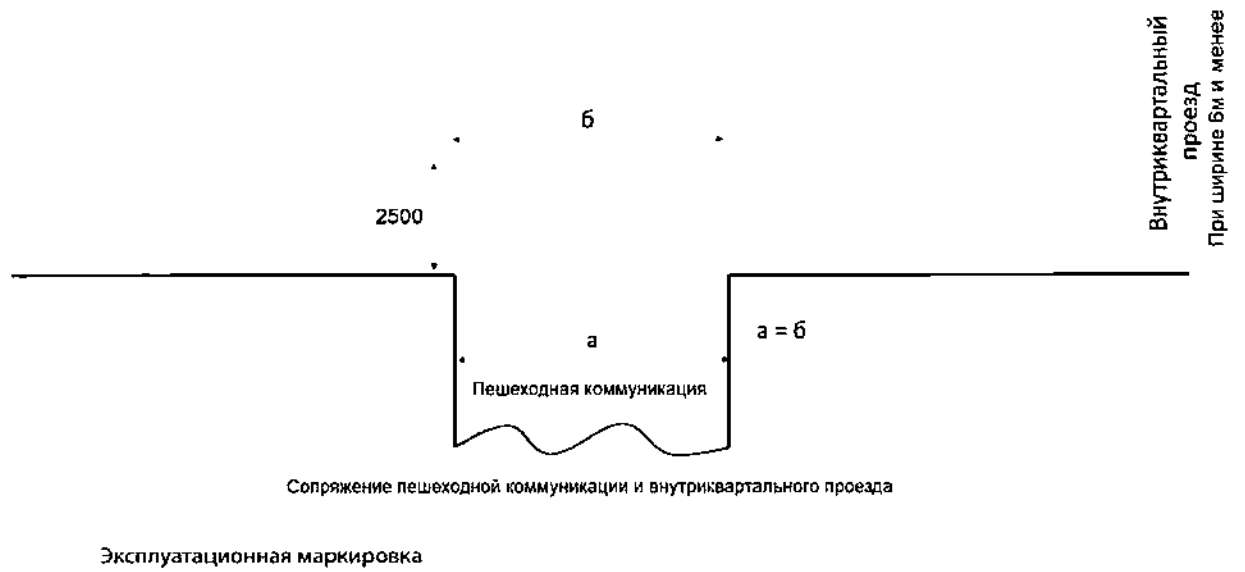 Внутриквартальный
проезд
При ширине 6м и менее
б
2500
а = б
а
Пешеходная коммуникация
Сопряжение пешеходной коммуникации и внутриквартального проезда
Эксплуатационная маркировка